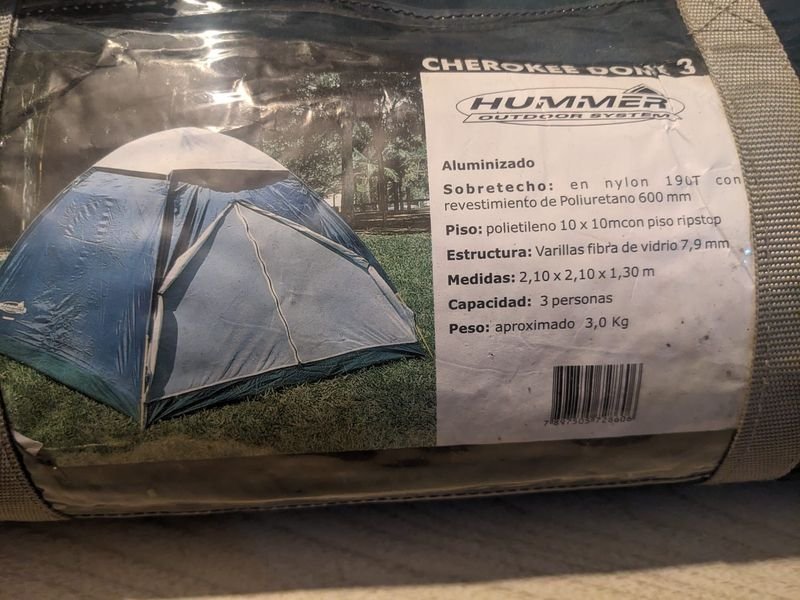 CHEROKEE DOME 3
HUMMER
OUTDOOR SYSTEM
Aluminizado
Sobretecho: en nylon 190T con
revestimiento de Poliuretano 600 mm
Piso: polietileno 10 x 10mcon piso ripstop
Estructura: Varillas fibra de vidrio 7,9 mm
Medidas: 2,10 x 2,10 x 1,30 m
Capacidad: 3 personas
Peso: aproximado 3,0 Kg
HUMMER